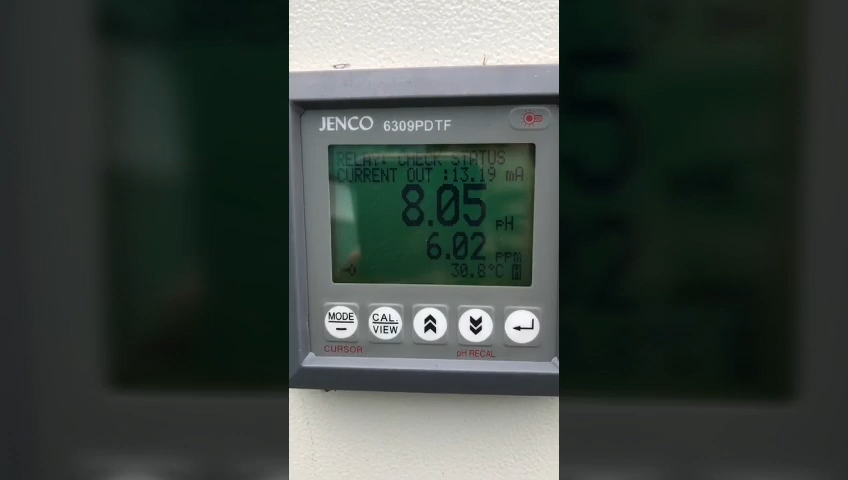 JENCO 6309PDTF
RELAY: CHECK STATUS
CURRENT OUT :13.19 mA
8.05 pH
6.02 ppm
30.8°C M
MODE
CAL.
VIEW
CURSOR
pH RECAL